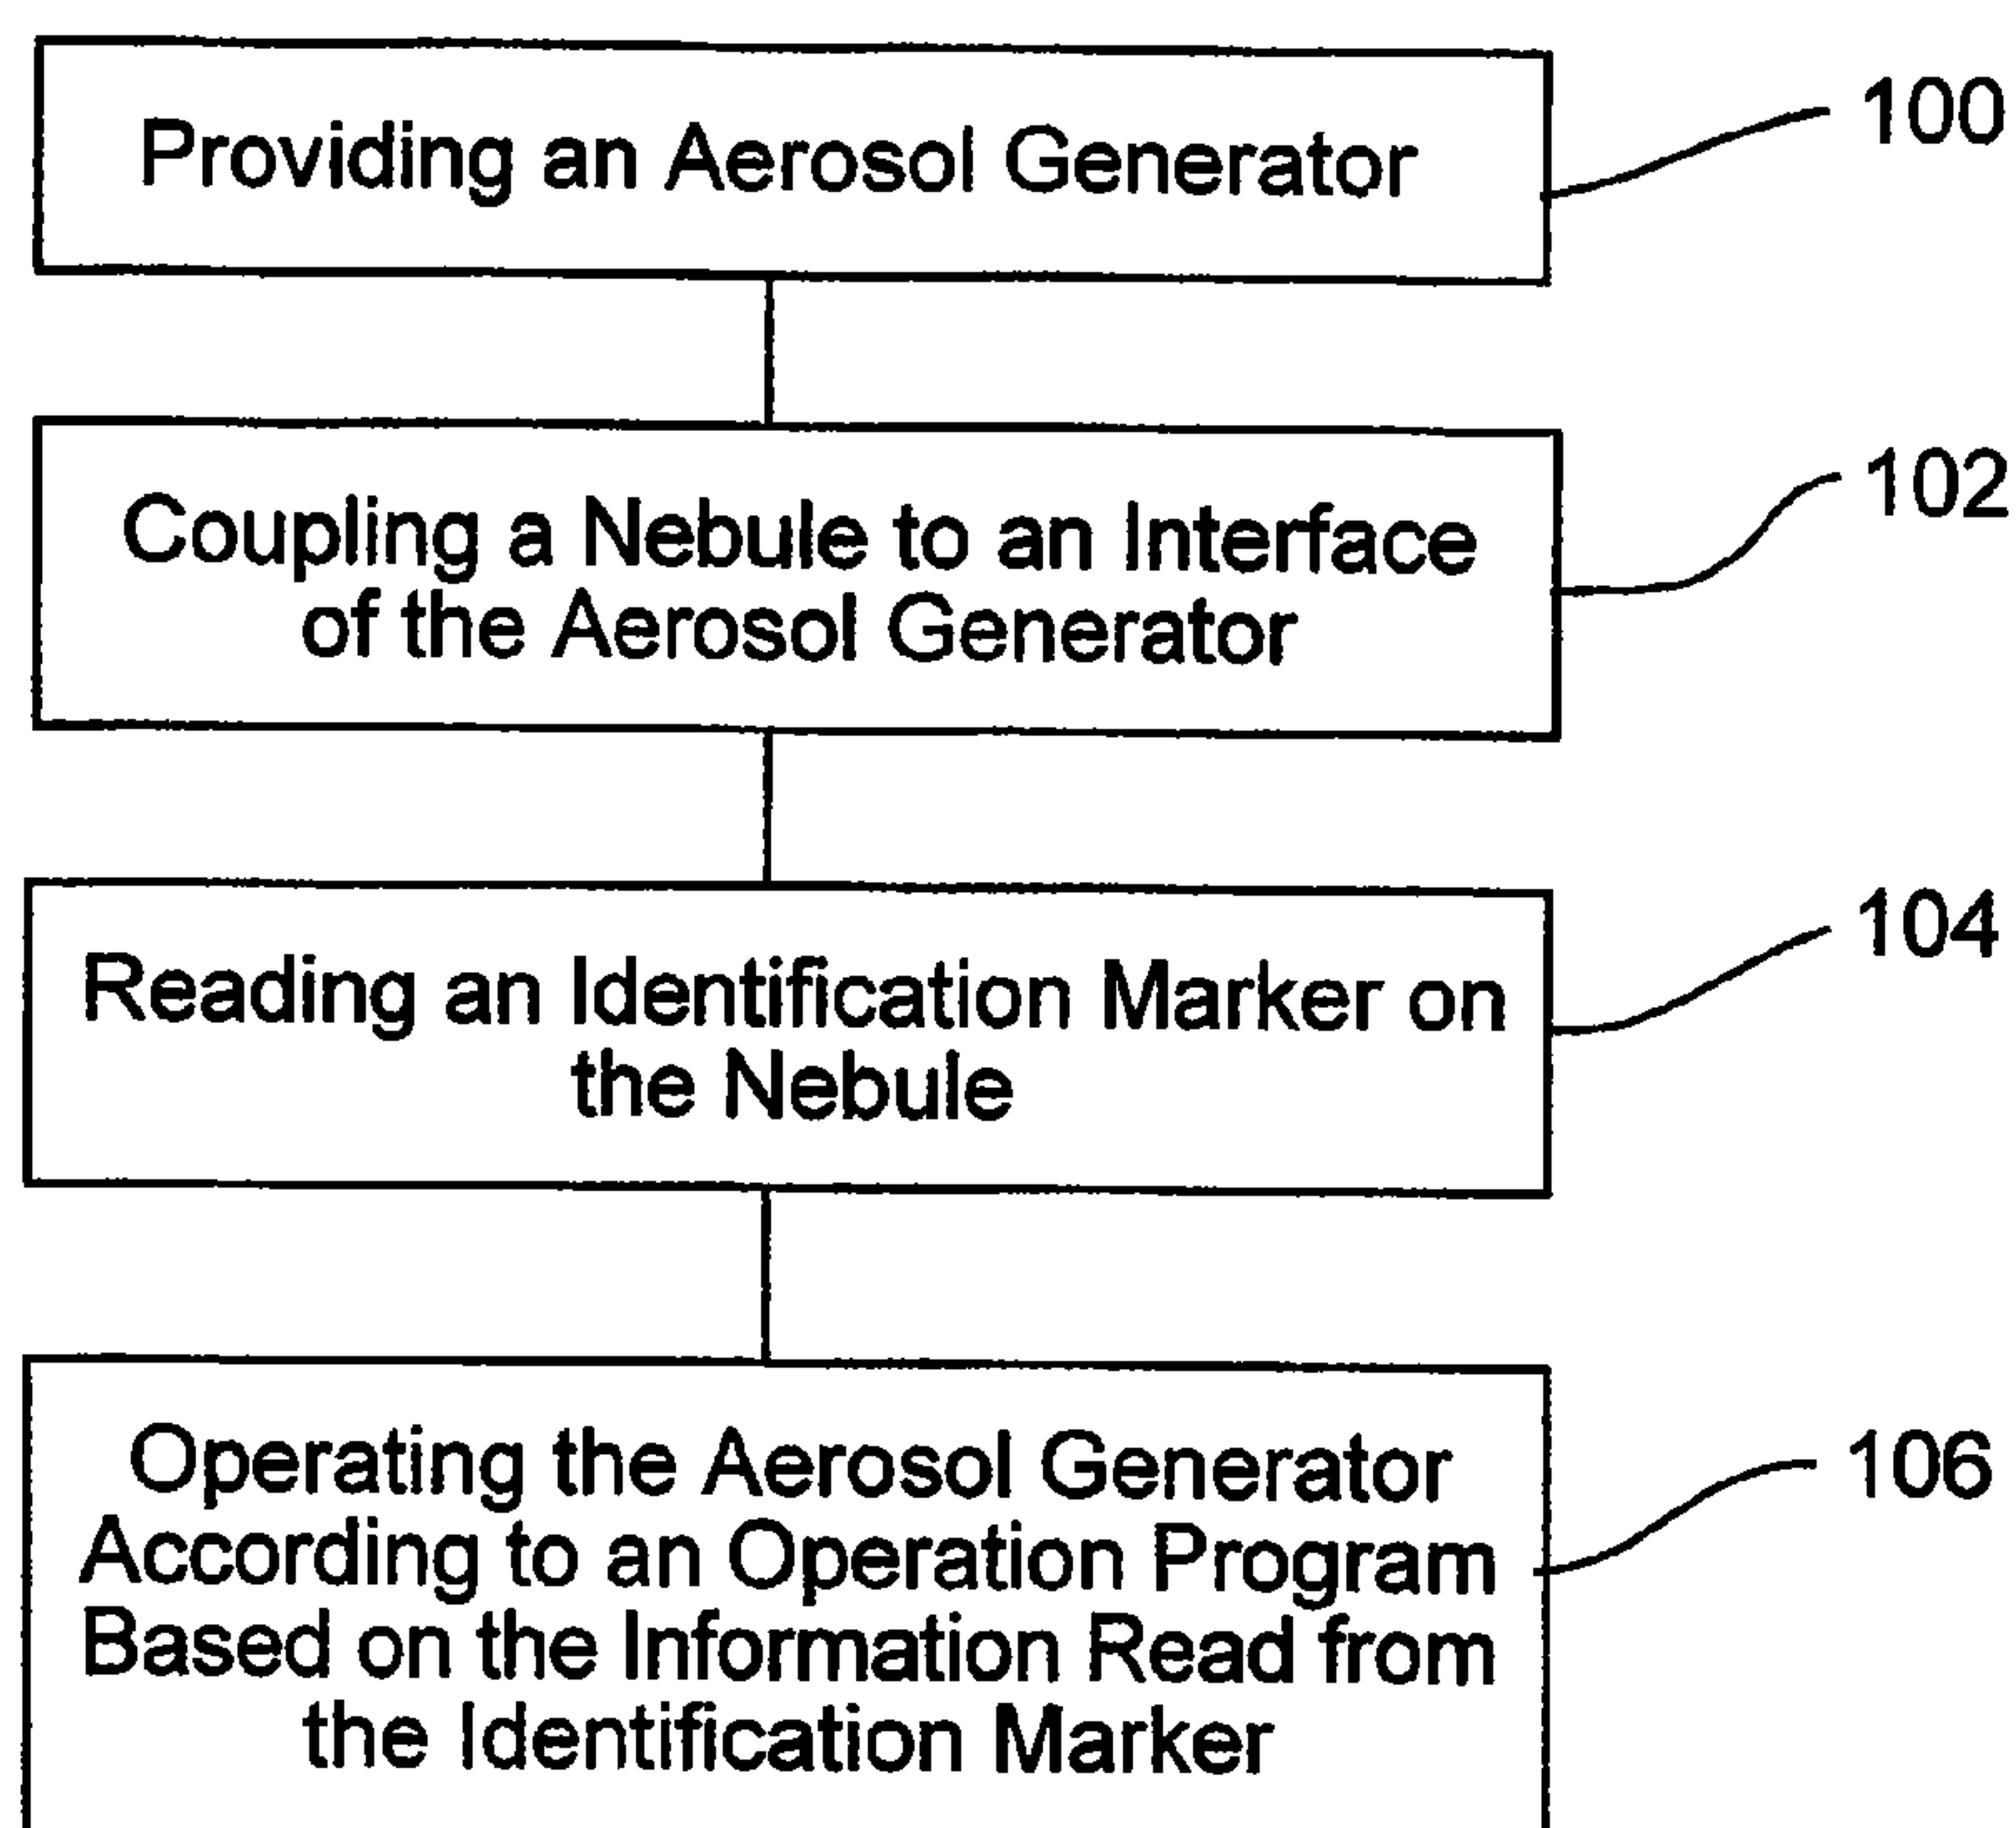 Providing an Aerosol Generator
100
Coupling a Nebule to an Interface
of the Aerosol Generator
102
Reading an Identification Marker on
the Nebule
104
Operating the Aerosol Generator
According to an Operation Program
Based on the Information Read from
the Identification Marker
106